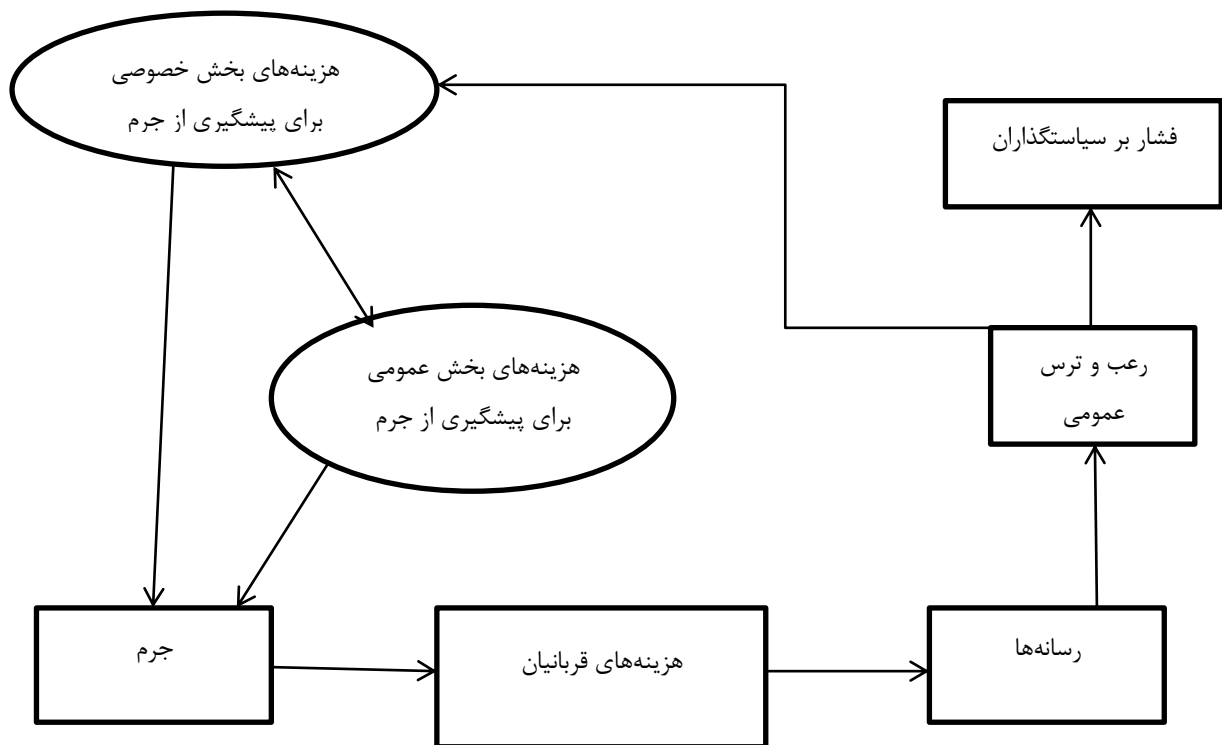 هزینه‌های بخش خصوصی
برای پیشگیری از جرم
فشار بر سیاستگذاران
هزینه‌های بخش عمومی
برای پیشگیری از جرم
رعب و ترس
عمومی
جرم
هزینه‌های قربانیان
رسانه‌ها